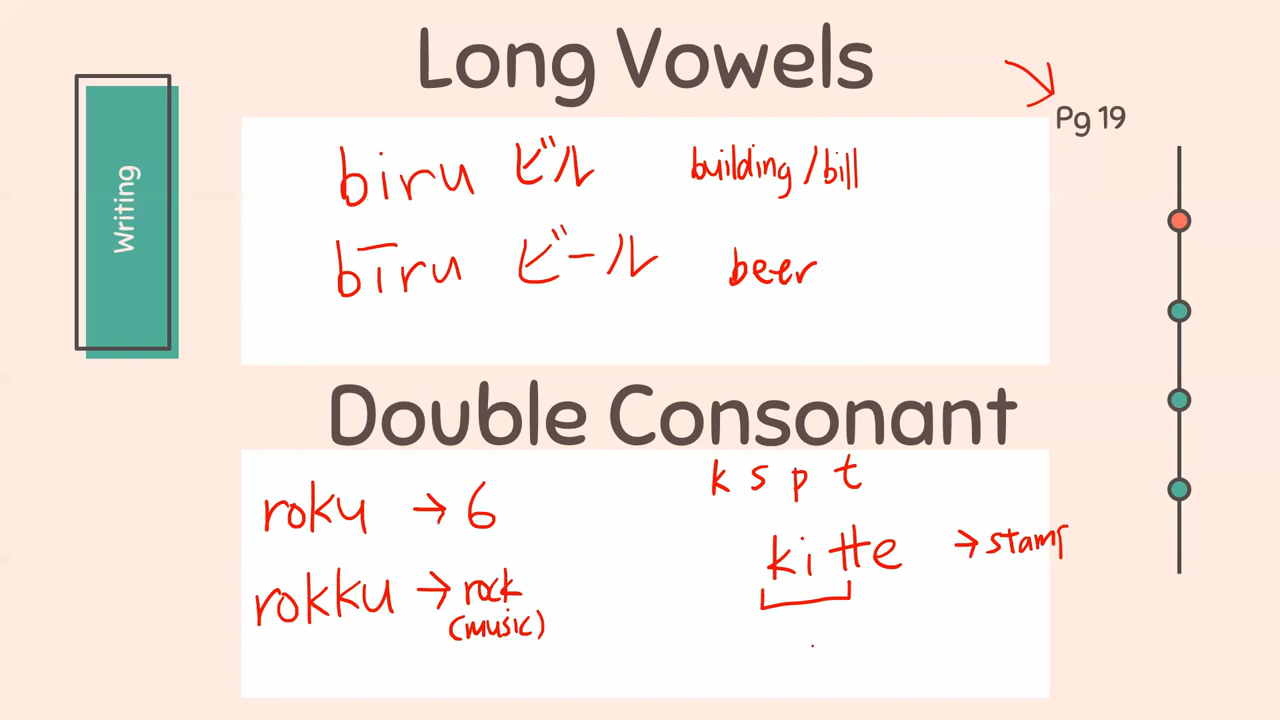 Long Vowels
Pg 19
Writing
biru ビル building/bill
bīru ビール beer
Double Consonant
k s p t
roku → 6
kitte → stamp
rokku → rock
(music)